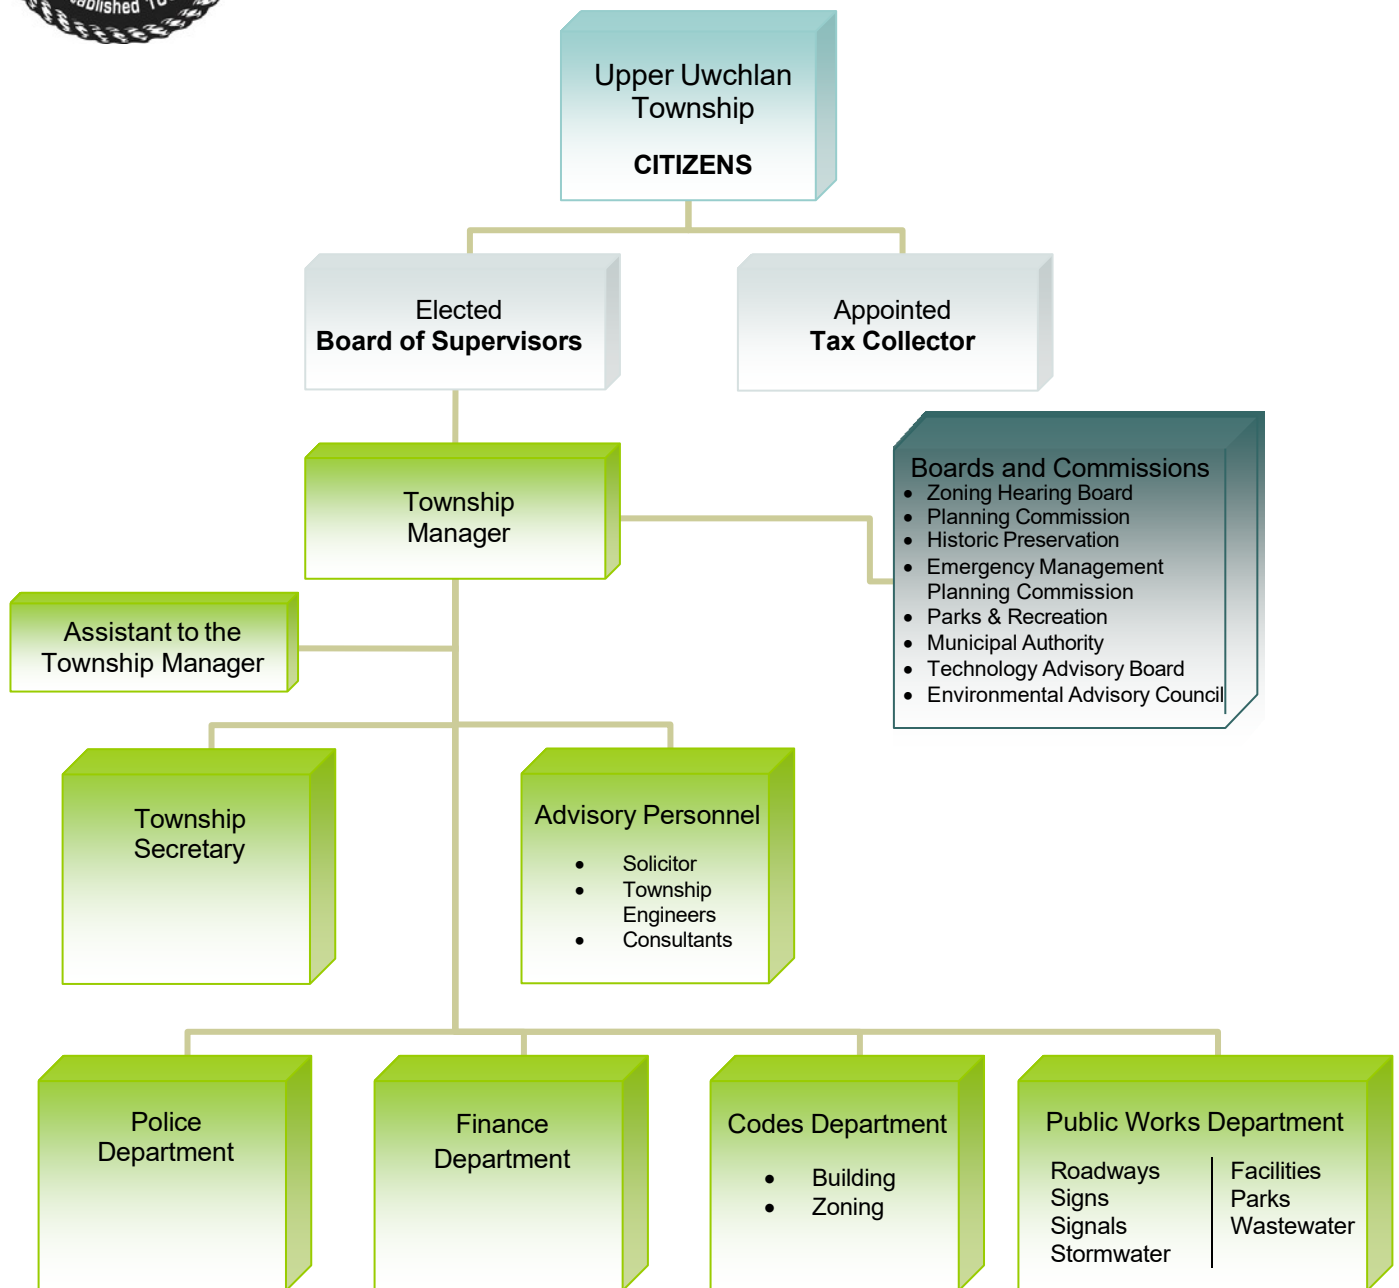 Upper Uwchlan
Township
CITIZENS
Elected
Board of Supervisors
Appointed
Tax Collector
Township
Manager
Boards and Commissions
• Zoning Hearing Board
• Planning Commission
• Historic Preservation
• Emergency Management
Planning Commission
• Parks & Recreation
• Municipal Authority
• Technology Advisory Board
• Environmental Advisory Council
Assistant to the
Township Manager
Township
Secretary
Advisory Personnel
• Solicitor
• Township
Engineers
• Consultants
Police
Department
Finance
Department
Codes Department
• Building
• Zoning
Public Works Department
Roadways
Signs
Signals
Stormwater
Facilities
Parks
Wastewater